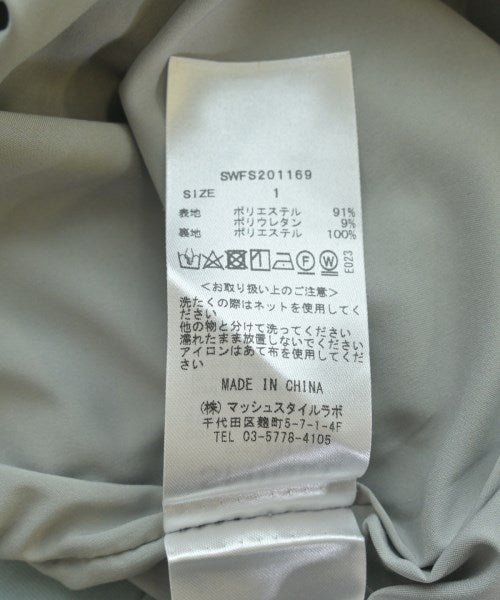 SWFS201169
SIZE 1
表地 ポリエステル 91%
ポリウレタン 9%
裏地 ポリエステル 100%
E023
<お取り扱い上のご注意>
洗たくの際はネットを使用してく
ださい
他の物と分けて洗ってください
濡れたまま放置しないでください
アイロンはあて布を使用してくだ
さい
MADE IN CHINA
(株) マッシュスタイルラボ
千代田区麹町5-7-1-4F
TEL 03-5778-4105